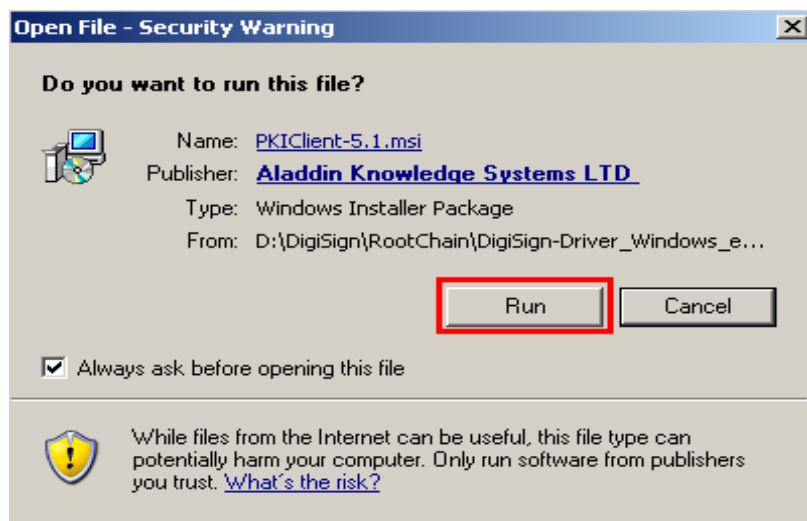 Open File - Security Warning
Do you want to run this file?
Name: PKIClient-5.1.msi
Publisher: Aladdin Knowledge Systems LTD
Type: Windows Installer Package
From: D:\DigiSign\RootChain\DigiSign-Driver_Windows_e...
Run Cancel
Always ask before opening this file
While files from the Internet can be useful, this file type can
potentially harm your computer. Only run software from publishers
you trust. What's the risk?